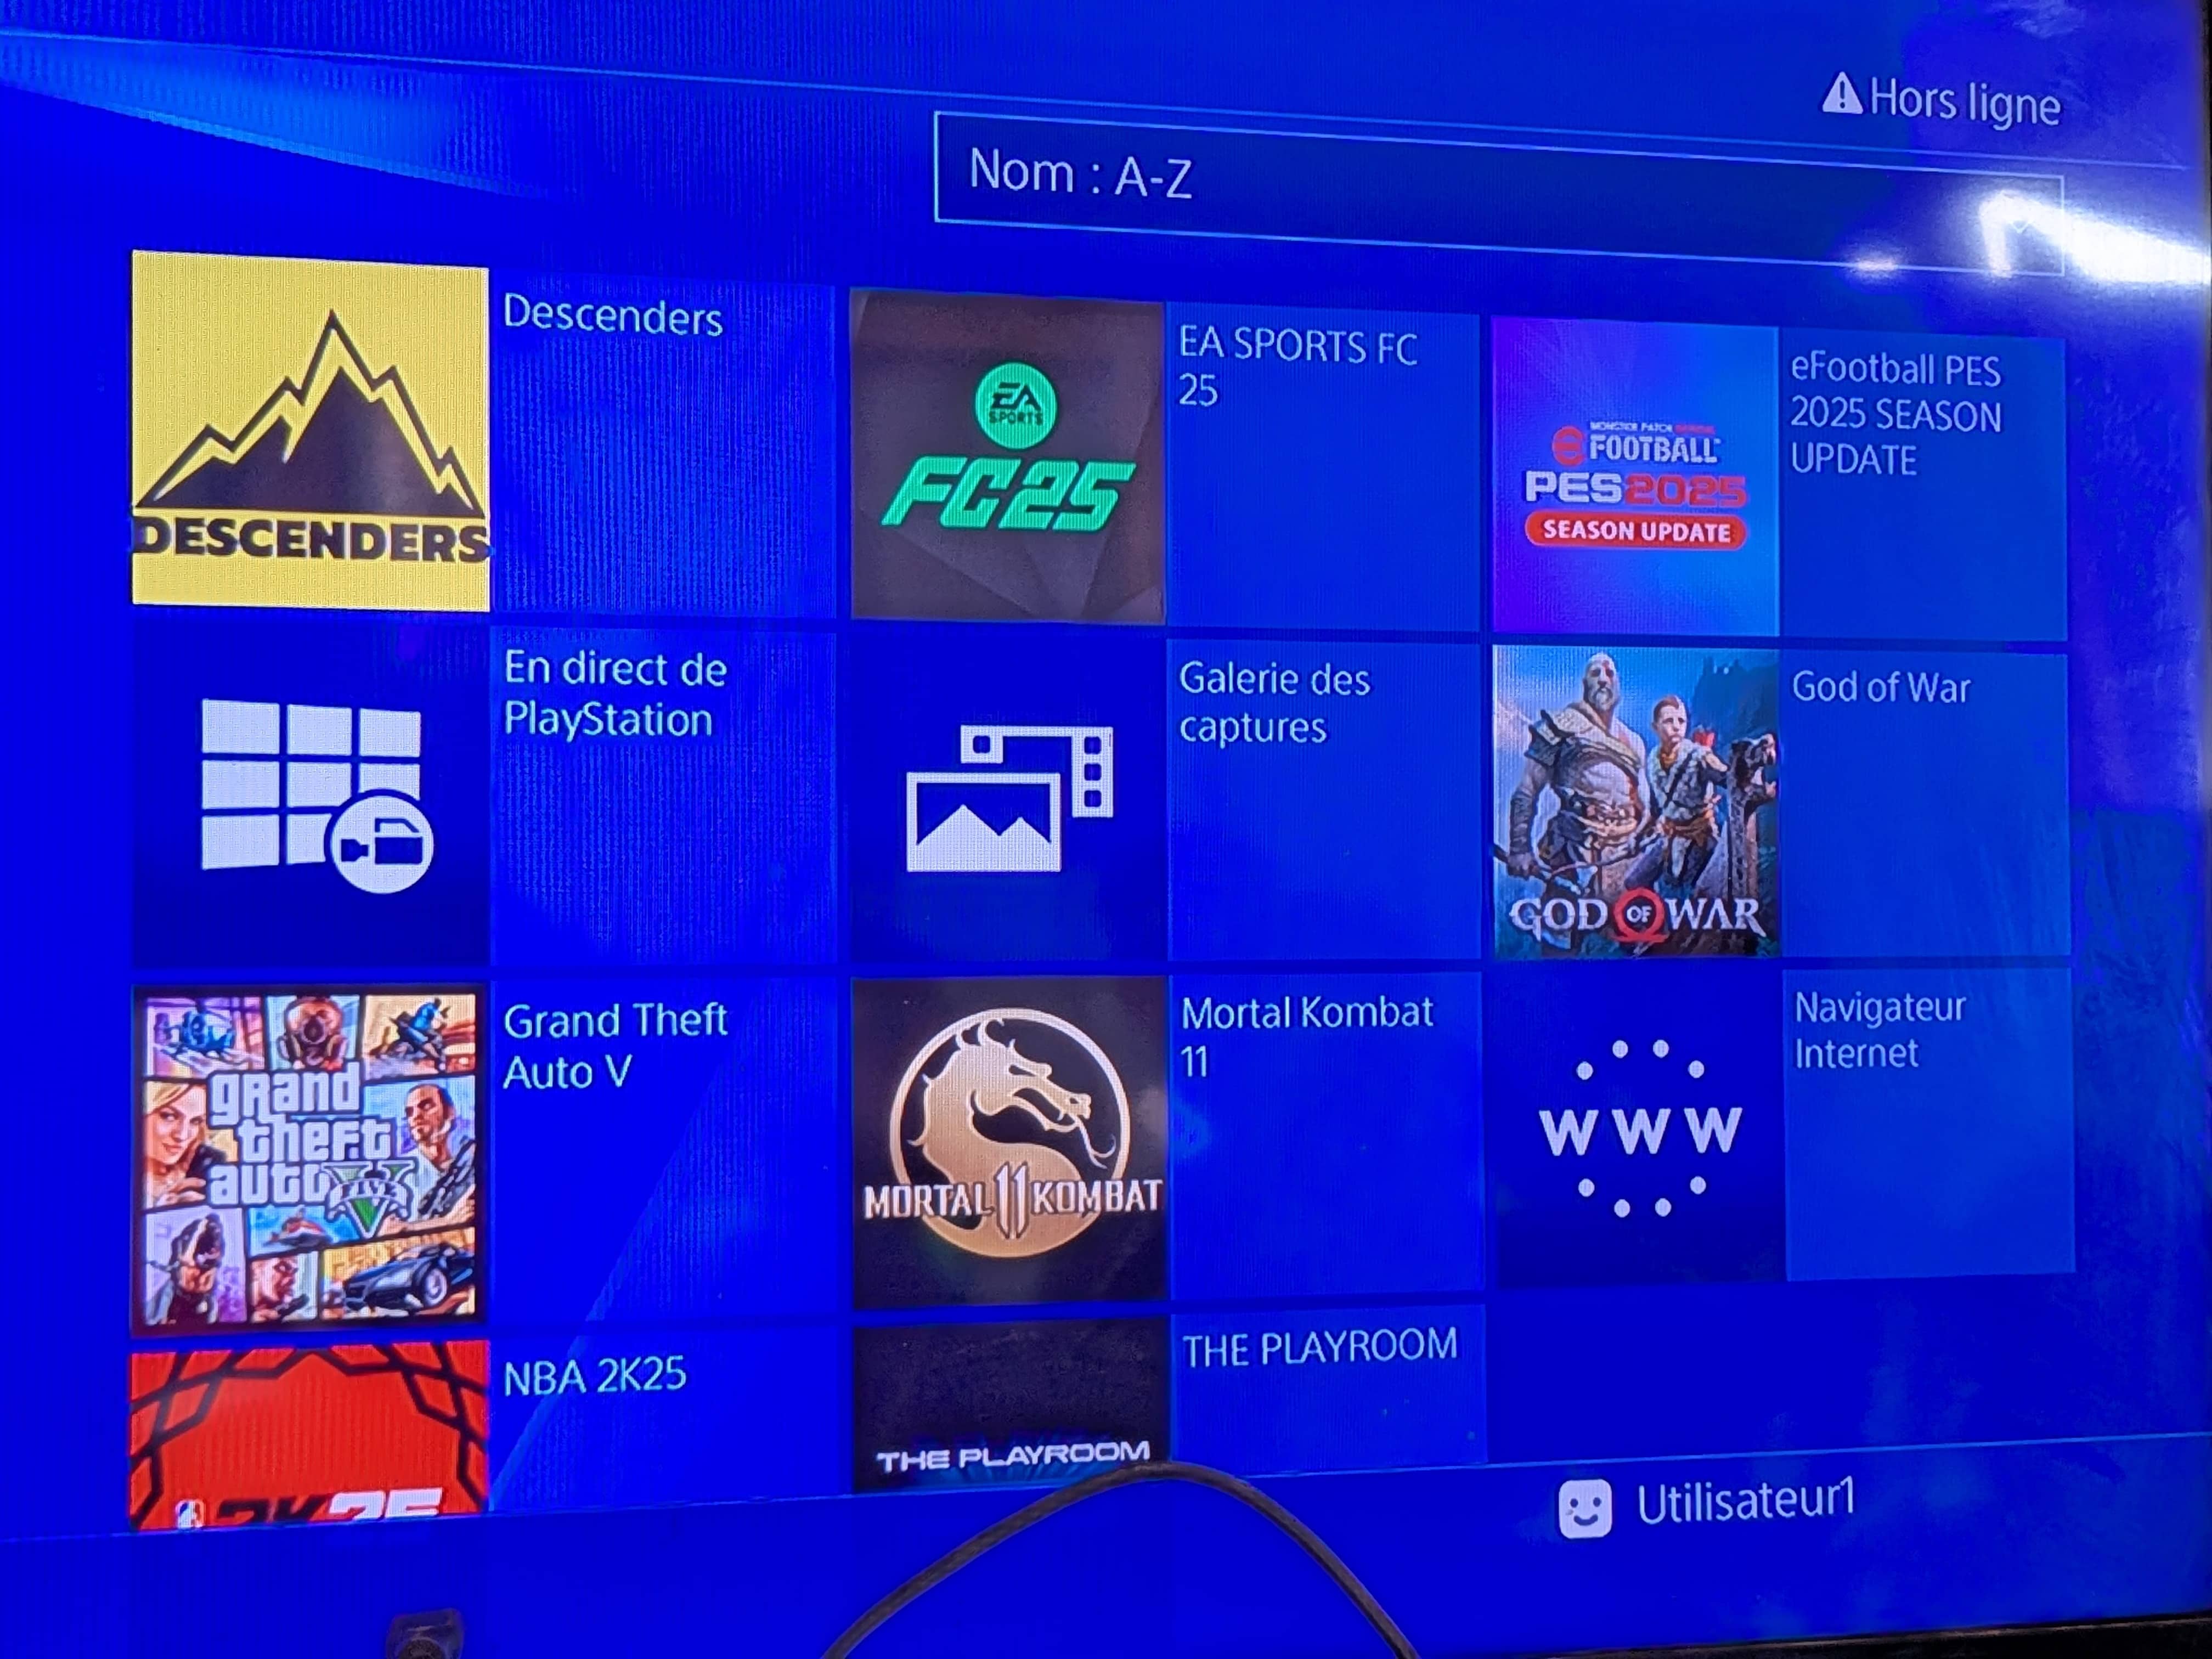 Hors ligne
Nom : A-Z
DESCENDERS
Descenders
EA
SPORTS
FC25
EA SPORTS FC
25
MONSTER PATCH
eFOOTBALL
PES2025
SEASON UPDATE
eFootball PES
2025 SEASON
UPDATE
En direct de
PlayStation
Galerie des
captures
GOD OF WAR
God of War
grand
theft
auto
FIVE
Grand Theft
Auto V
MORTAL 11 KOMBAT
Mortal Kombat
11
WWW
Navigateur
Internet
2K25
NBA 2K25
THE PLAYROOM
THE PLAYROOM
Utilisateur1